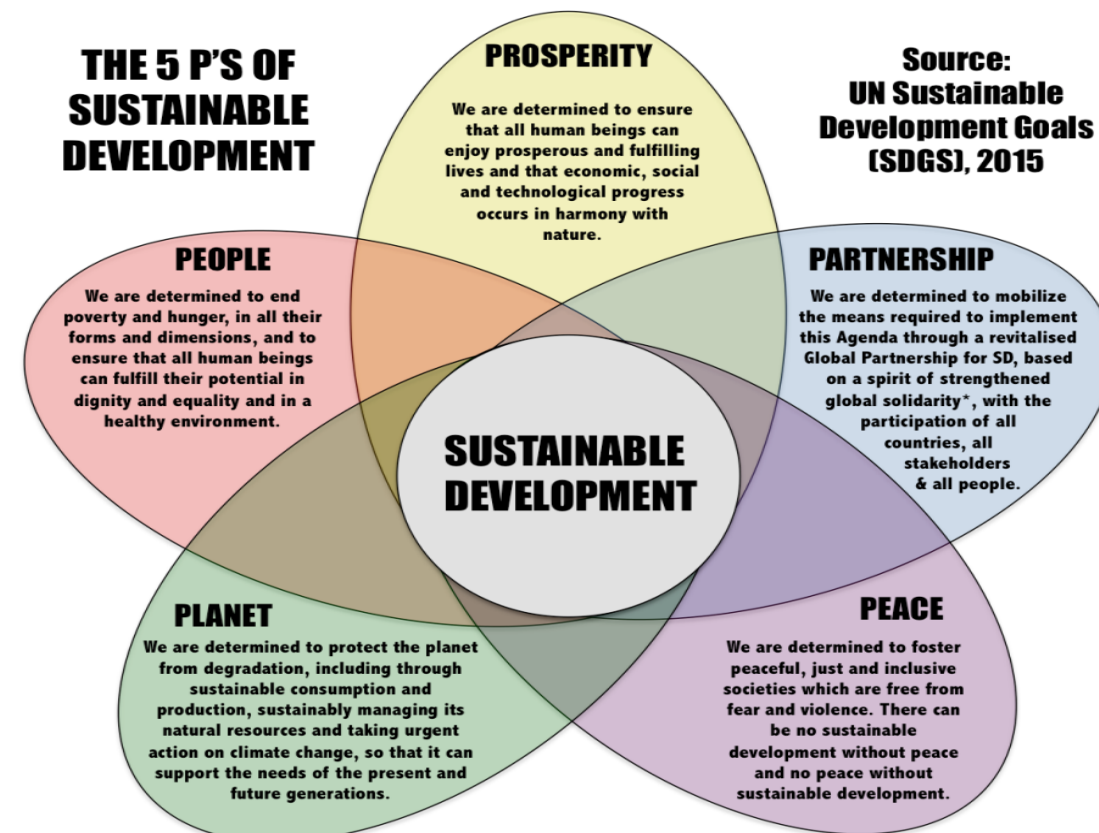 THE 5 P'S OF
SUSTAINABLE
DEVELOPMENT
PROSPERITY
We are determined to ensure
that all human beings can
enjoy prosperous and fulfilling
lives and that economic, social
and technological progress
occurs in harmony with
nature.
Source:
UN Sustainable
Development Goals
(SDGS), 2015
PEOPLE
We are determined to end
poverty and hunger, in all their
forms and dimensions, and to
ensure that all human beings
can fulfill their potential in
dignity and equality and in a
healthy environment.
PARTNERSHIP
We are determined to mobilize
the means required to implement
this Agenda through a revitalised
Global Partnership for SD, based
on a spirit of strengthened
global solidarity*, with the
participation of all
countries, all
stakeholders
& all people.
SUSTAINABLE
DEVELOPMENT
PLANET
We are determined to protect the planet
from degradation, including through
sustainable consumption and
production, sustainably managing its
natural resources and taking urgent
action on climate change, so that it can
support the needs of the present and
future generations.
PEACE
We are determined to foster
peaceful, just and inclusive
societies which are free from
fear and violence. There can
be no sustainable
development without peace
and no peace without
sustainable development.